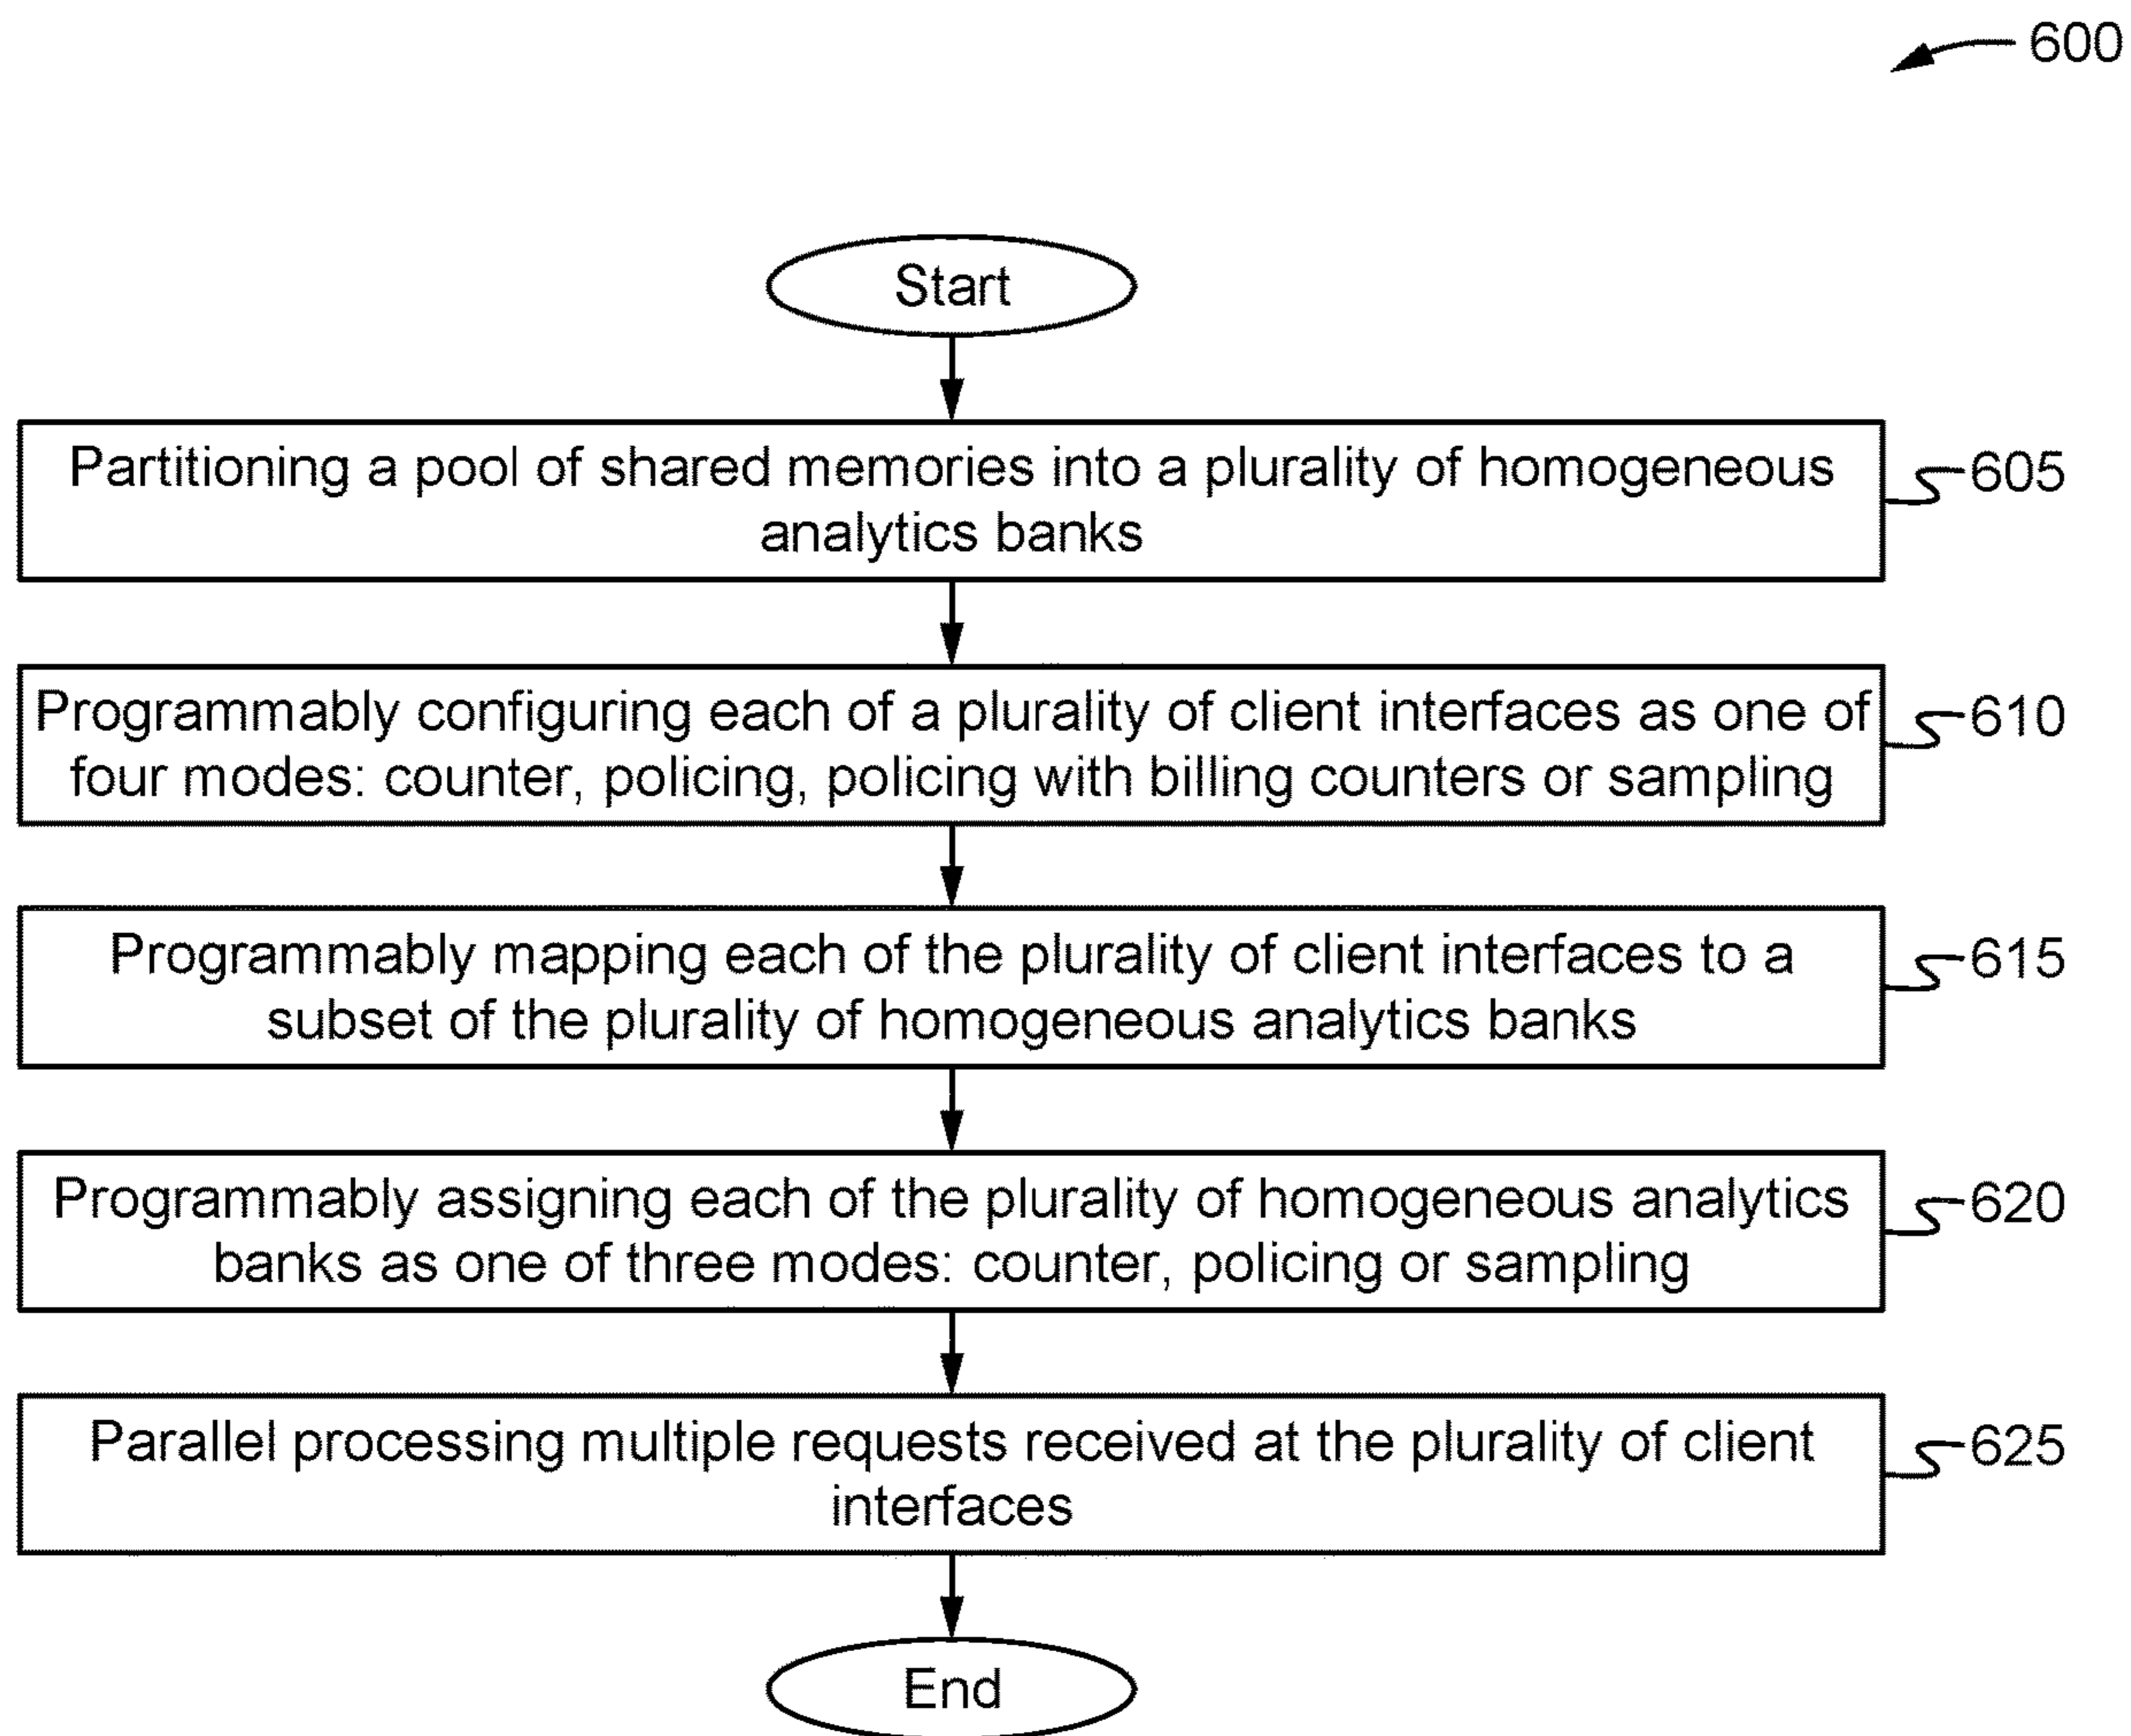 600
Start
Partitioning a pool of shared memories into a plurality of homogeneous
analytics banks
605
Programmably configuring each of a plurality of client interfaces as one of
four modes: counter, policing, policing with billing counters or sampling
610
Programmably mapping each of the plurality of client interfaces to a
subset of the plurality of homogeneous analytics banks
615
Programmably assigning each of the plurality of homogeneous analytics
banks as one of three modes: counter, policing or sampling
620
Parallel processing multiple requests received at the plurality of client
interfaces
625
End